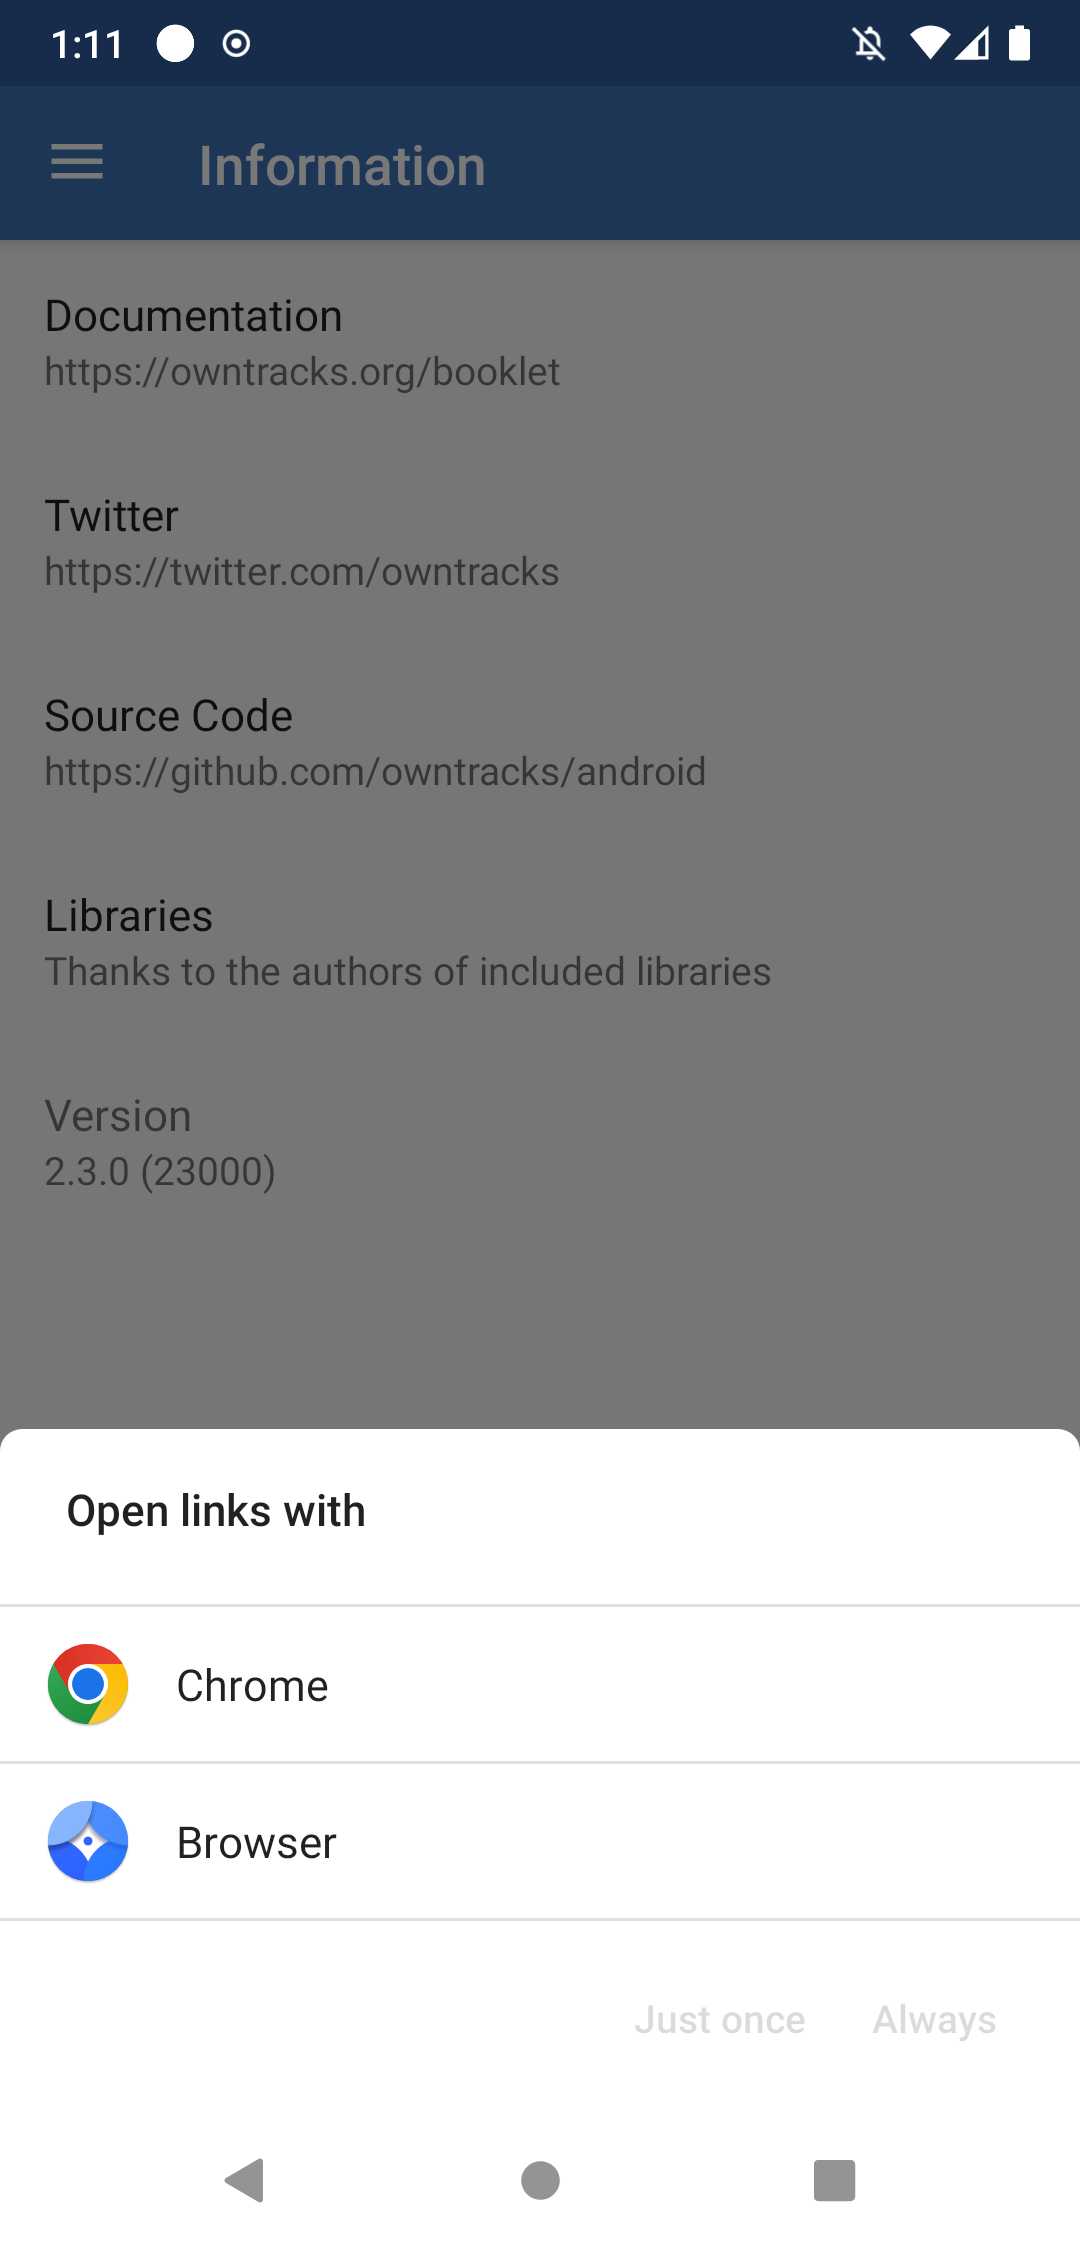 1:11
Information
Documentation
https://owntracks.org/booklet
Twitter
https://twitter.com/owntracks
Source Code
https://github.com/owntracks/android
Libraries
Thanks to the authors of included libraries
Version
2.3.0 (23000)
Open links with
Chrome
Browser
Just once Always